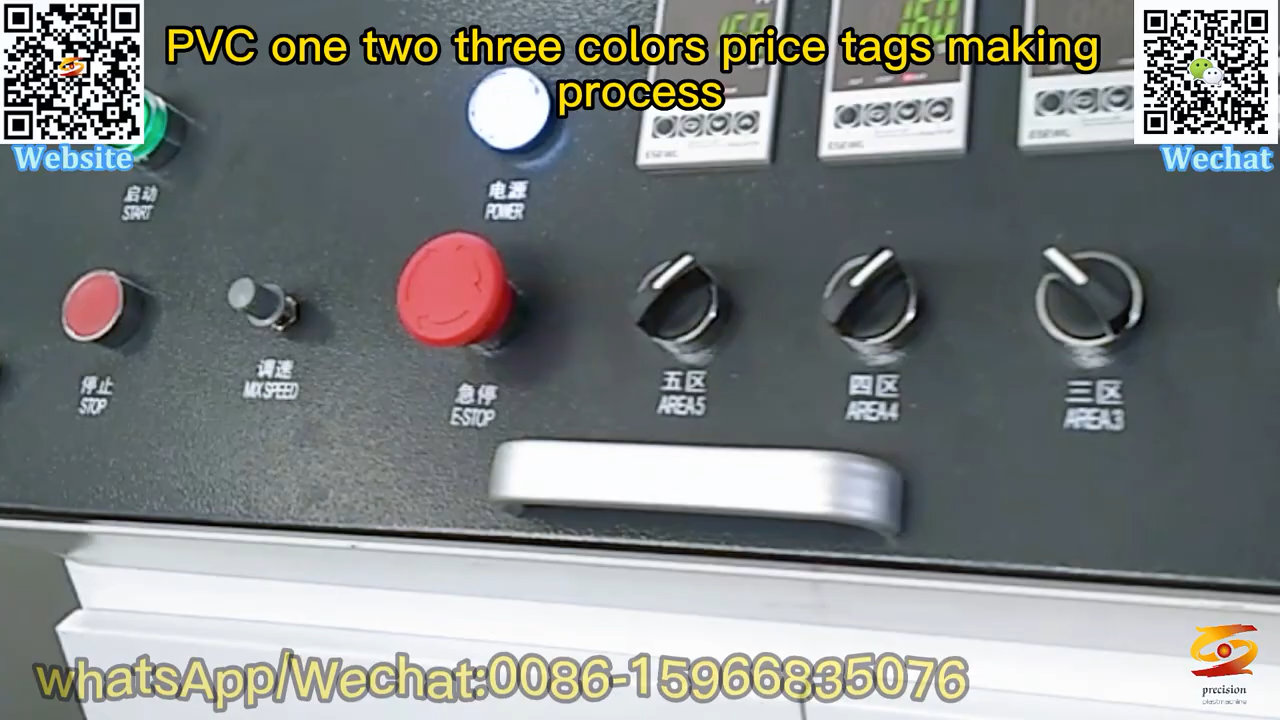 PVC one two three colors price tags making
process
Website
Wechat
160
启动
START
电源
POWER
停止
STOP
调速
MIX SPEED
急停
E-STOP
五区
AREA5
四区
AREA4
三区
AREA3
whatsApp/Wechat:0086-15966835076
precision